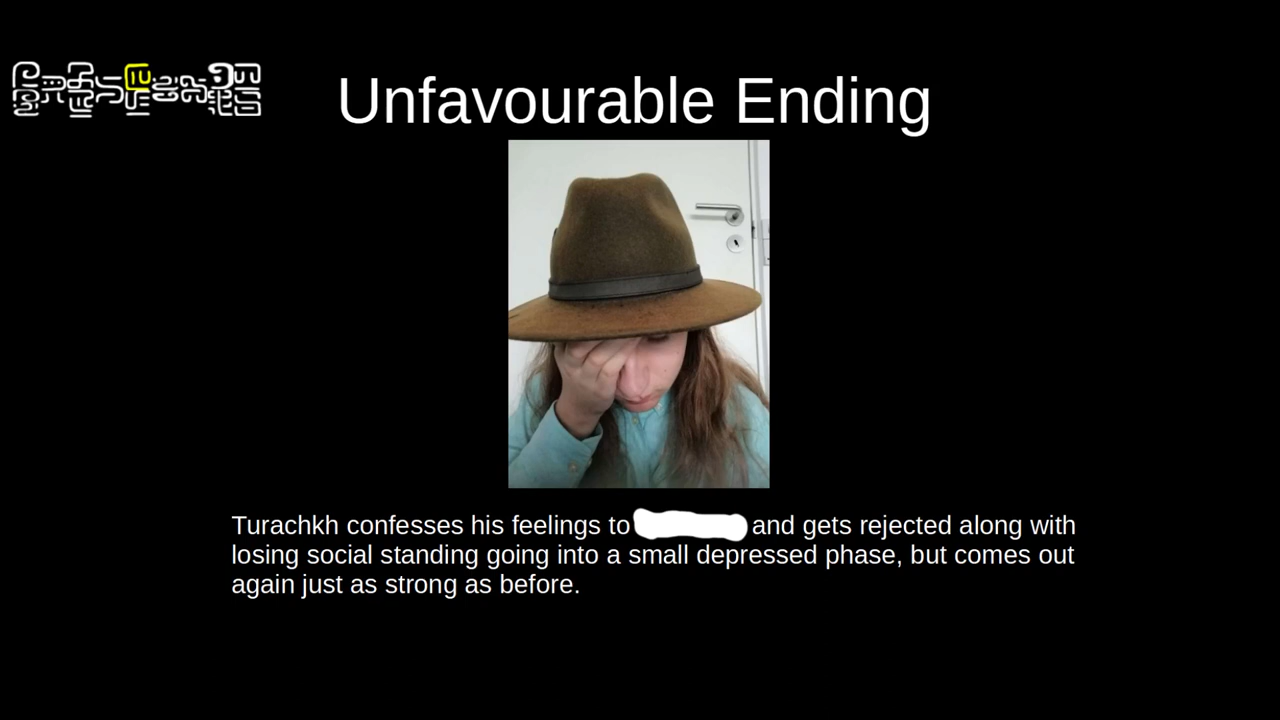 Unfavourable Ending
Turachkh confesses his feelings to and gets rejected along with
losing social standing going into a small depressed phase, but comes out
again just as strong as before.